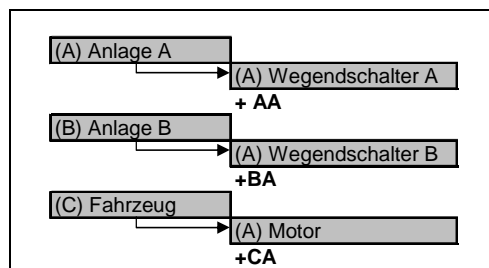 (A) Anlage A
(A) Wegendschalter A
+ AA
(B) Anlage B
(A) Wegendschalter B
+BA
(C) Fahrzeug
(A) Motor
+CA